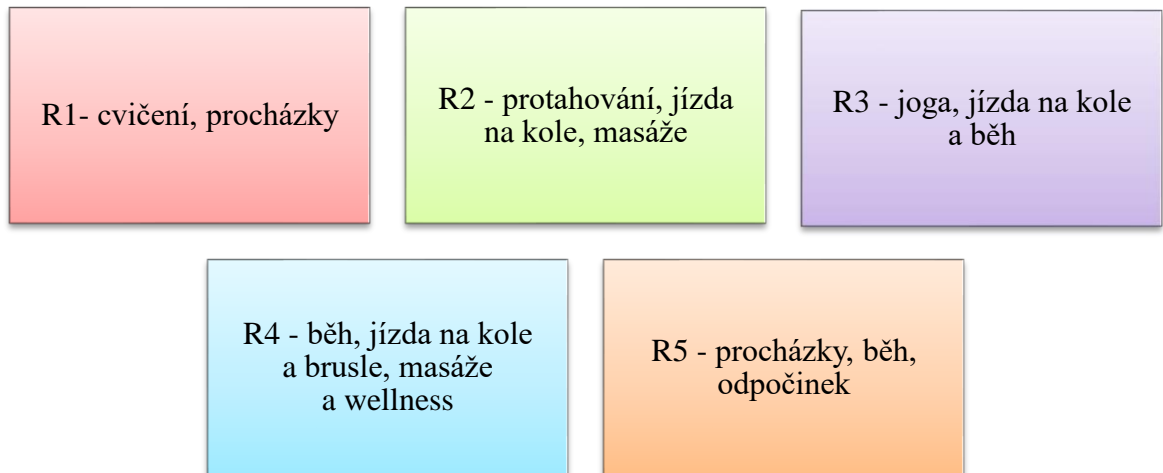 R1- cvičení, procházky
R2 - protahování, jízda
na kole, masáže
R3 - joga, jízda na kole
a běh
R4 - běh, jízda na kole
a brusle, masáže
a wellness
R5 - procházky, běh,
odpočinek